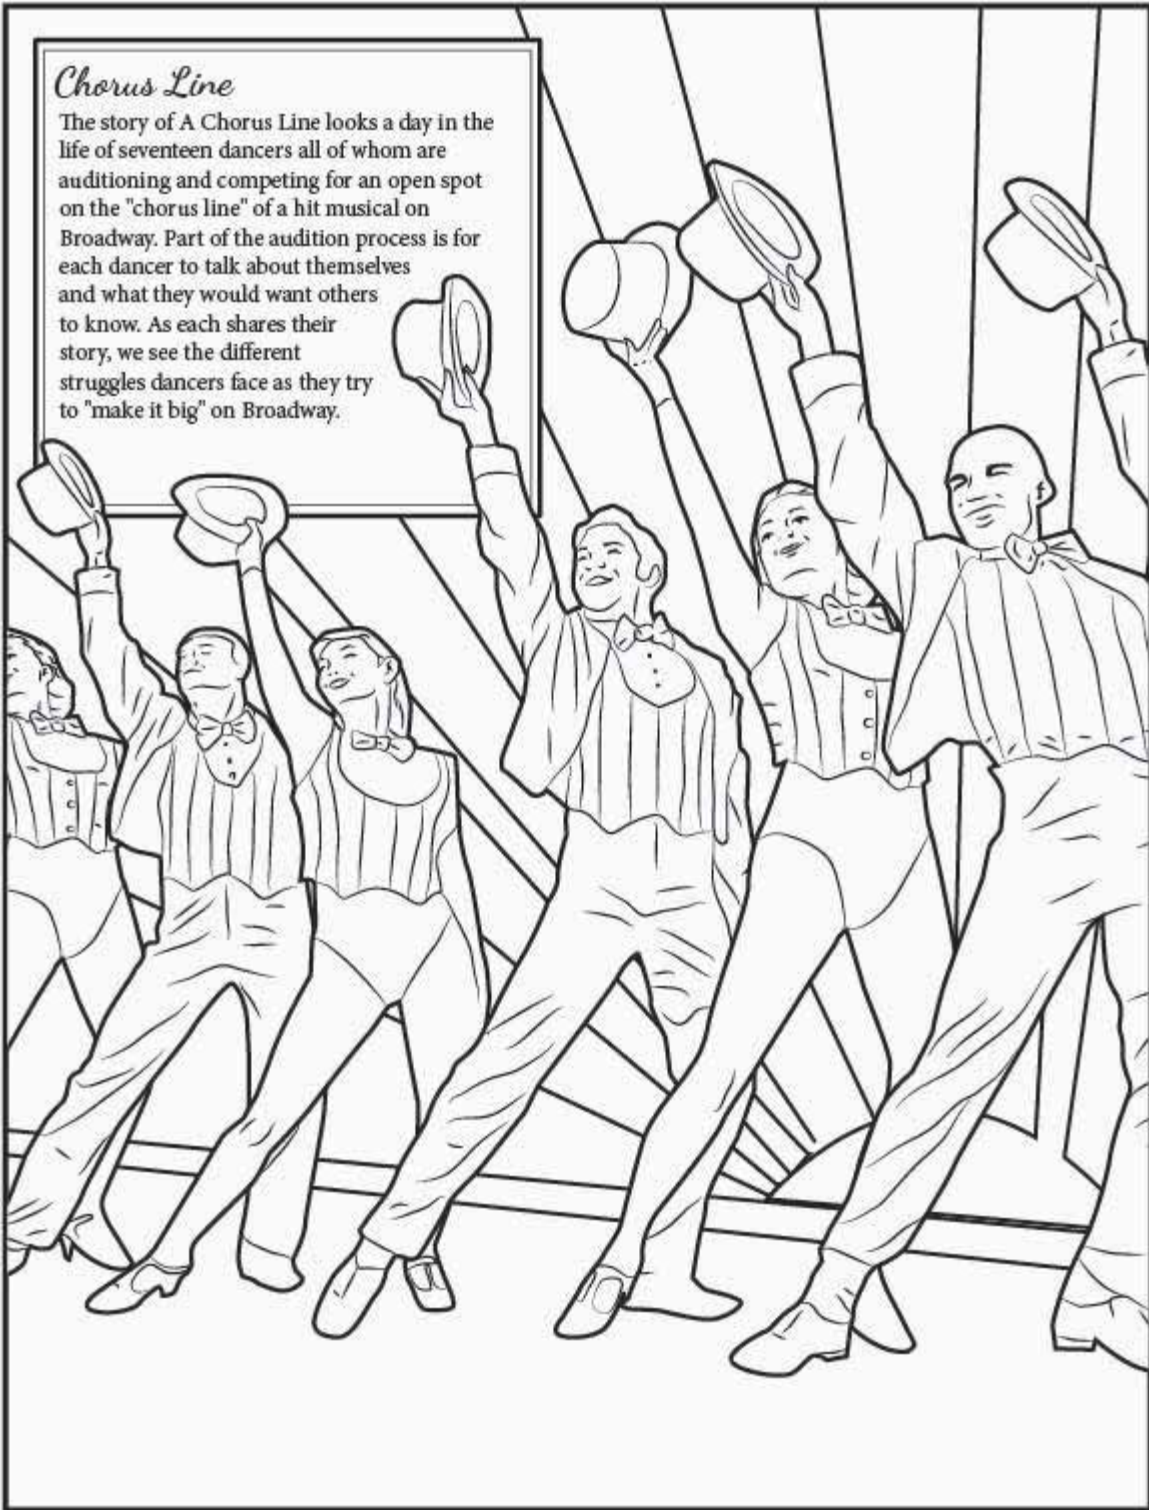 Chorus Line
The story of A Chorus Line looks a day in the
life of seventeen dancers all of whom are
auditioning and competing for an open spot
on the "chorus line" of a hit musical on
Broadway. Part of the audition process is for
each dancer to talk about themselves
and what they would want others
to know. As each shares their
story, we see the different
struggles dancers face as they try
to "make it big" on Broadway.